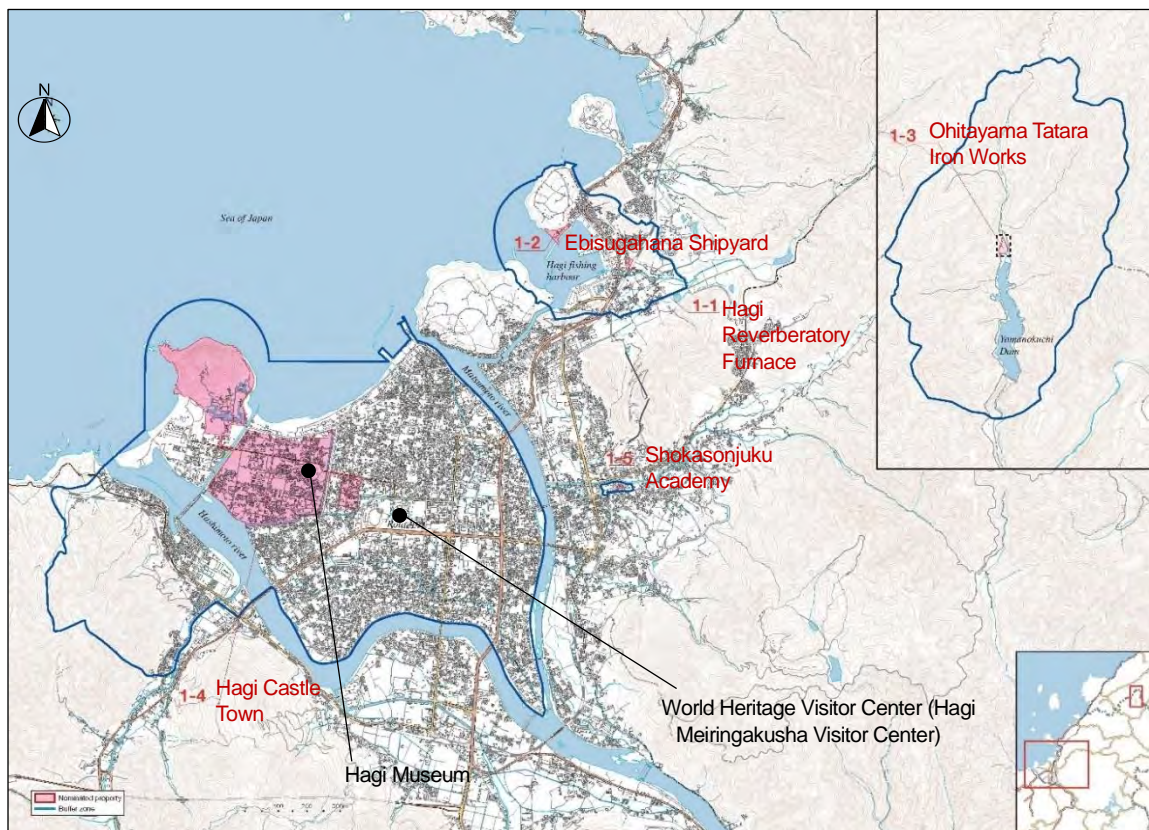 N
Sea of Japan
1-3 Ohitayama Tatara
Iron Works
Yamanokuchi
Dam
1-2 Ebisugahana Shipyard
Hagi fishing
harbour
1-1 Hagi
Reverberatory
Furnace
Matsumoto river
1-5 Shokasonjuku
Academy
Hashimoto river
1-4 Hagi Castle
Town
World Heritage Visitor Center (Hagi
Meiringakusha Visitor Center)
Hagi Museum
Nominated property
Buffer zone